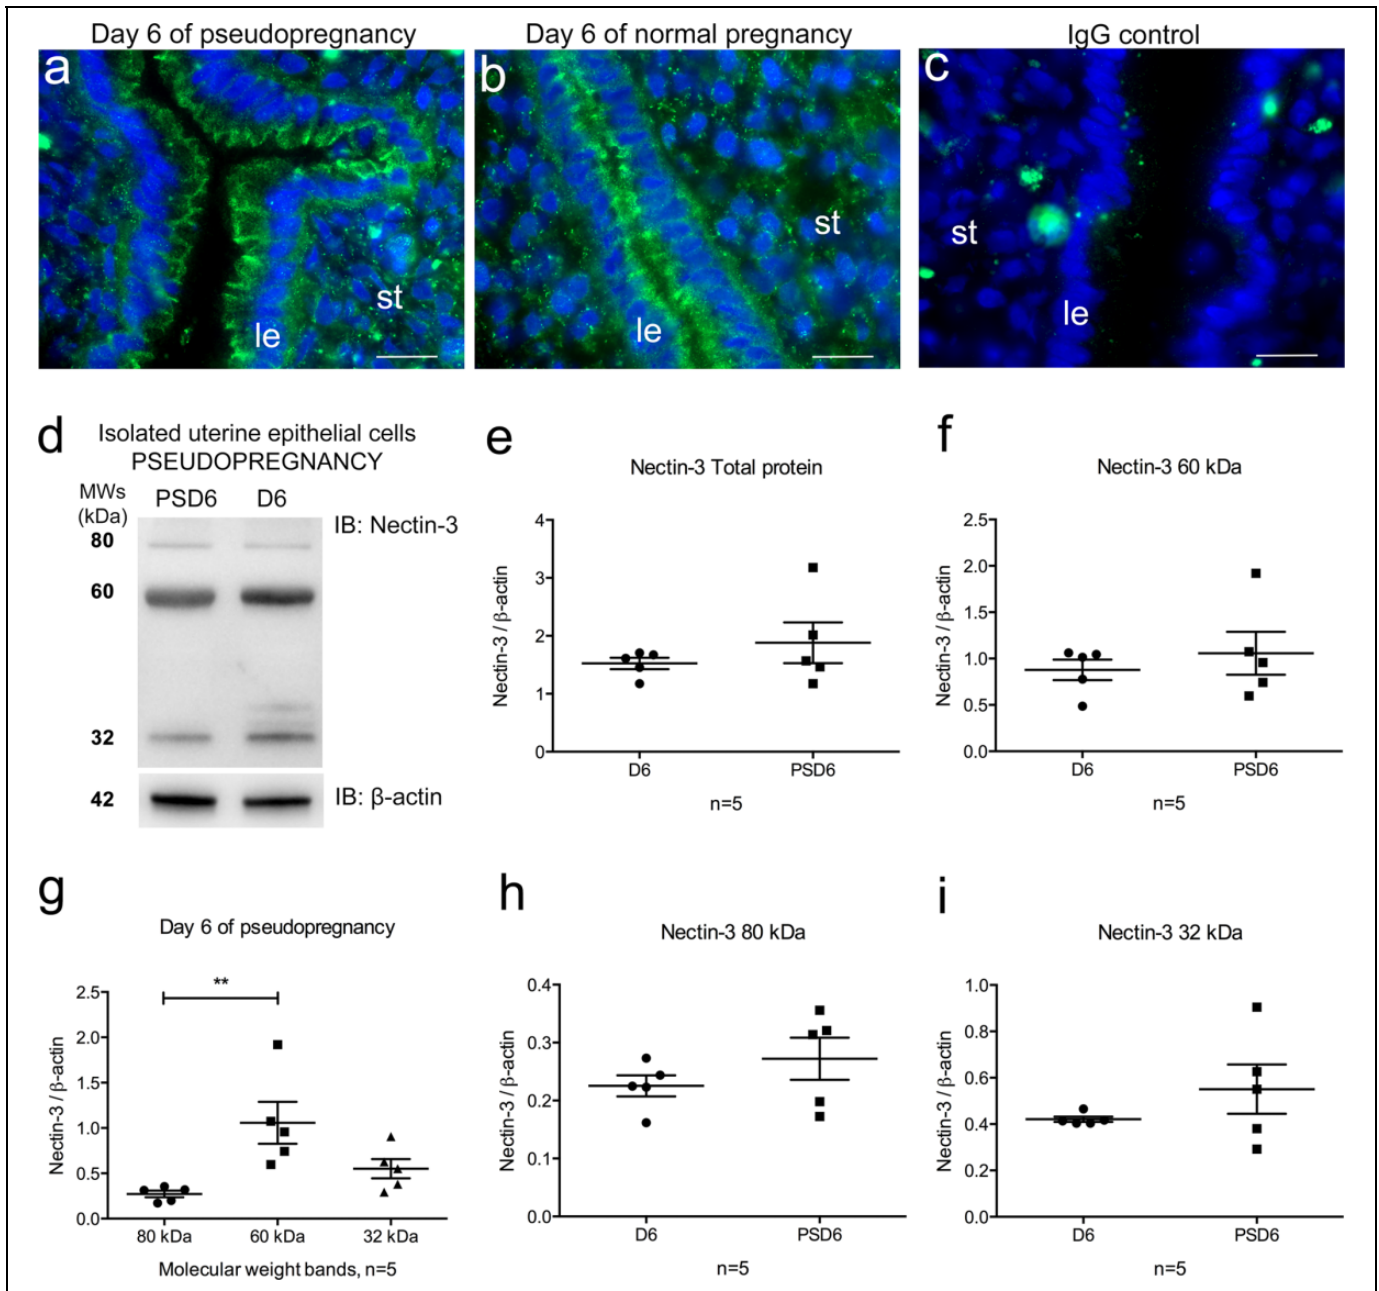 Day 6 of pseudopregnancy
Day 6 of normal pregnancy
IgG control
a
b
c
st
le
st
le
st
le
d
Isolated uterine epithelial cells
PSEUDOPREGNANCY
MWs
(kDa)
PSD6 D6
80
60
32
42
IB: Nectin-3
IB: β-actin
e
Nectin-3 Total protein
Nectin-3 / β-actin
4
3
2
1
0
D6 PSD6
n=5
f
Nectin-3 60 kDa
Nectin-3 / β-actin
2.5
2.0
1.5
1.0
0.5
0.0
D6 PSD6
n=5
g
Day 6 of pseudopregnancy
**
Nectin-3 / β-actin
2.5
2.0
1.5
1.0
0.5
0.0
80 kDa 60 kDa 32 kDa
Molecular weight bands, n=5
h
Nectin-3 80 kDa
Nectin-3 / β-actin
0.4
0.3
0.2
0.1
0.0
D6 PSD6
n=5
i
Nectin-3 32 kDa
Nectin-3 / β-actin
1.0
0.8
0.6
0.4
0.2
0.0
D6 PSD6
n=5